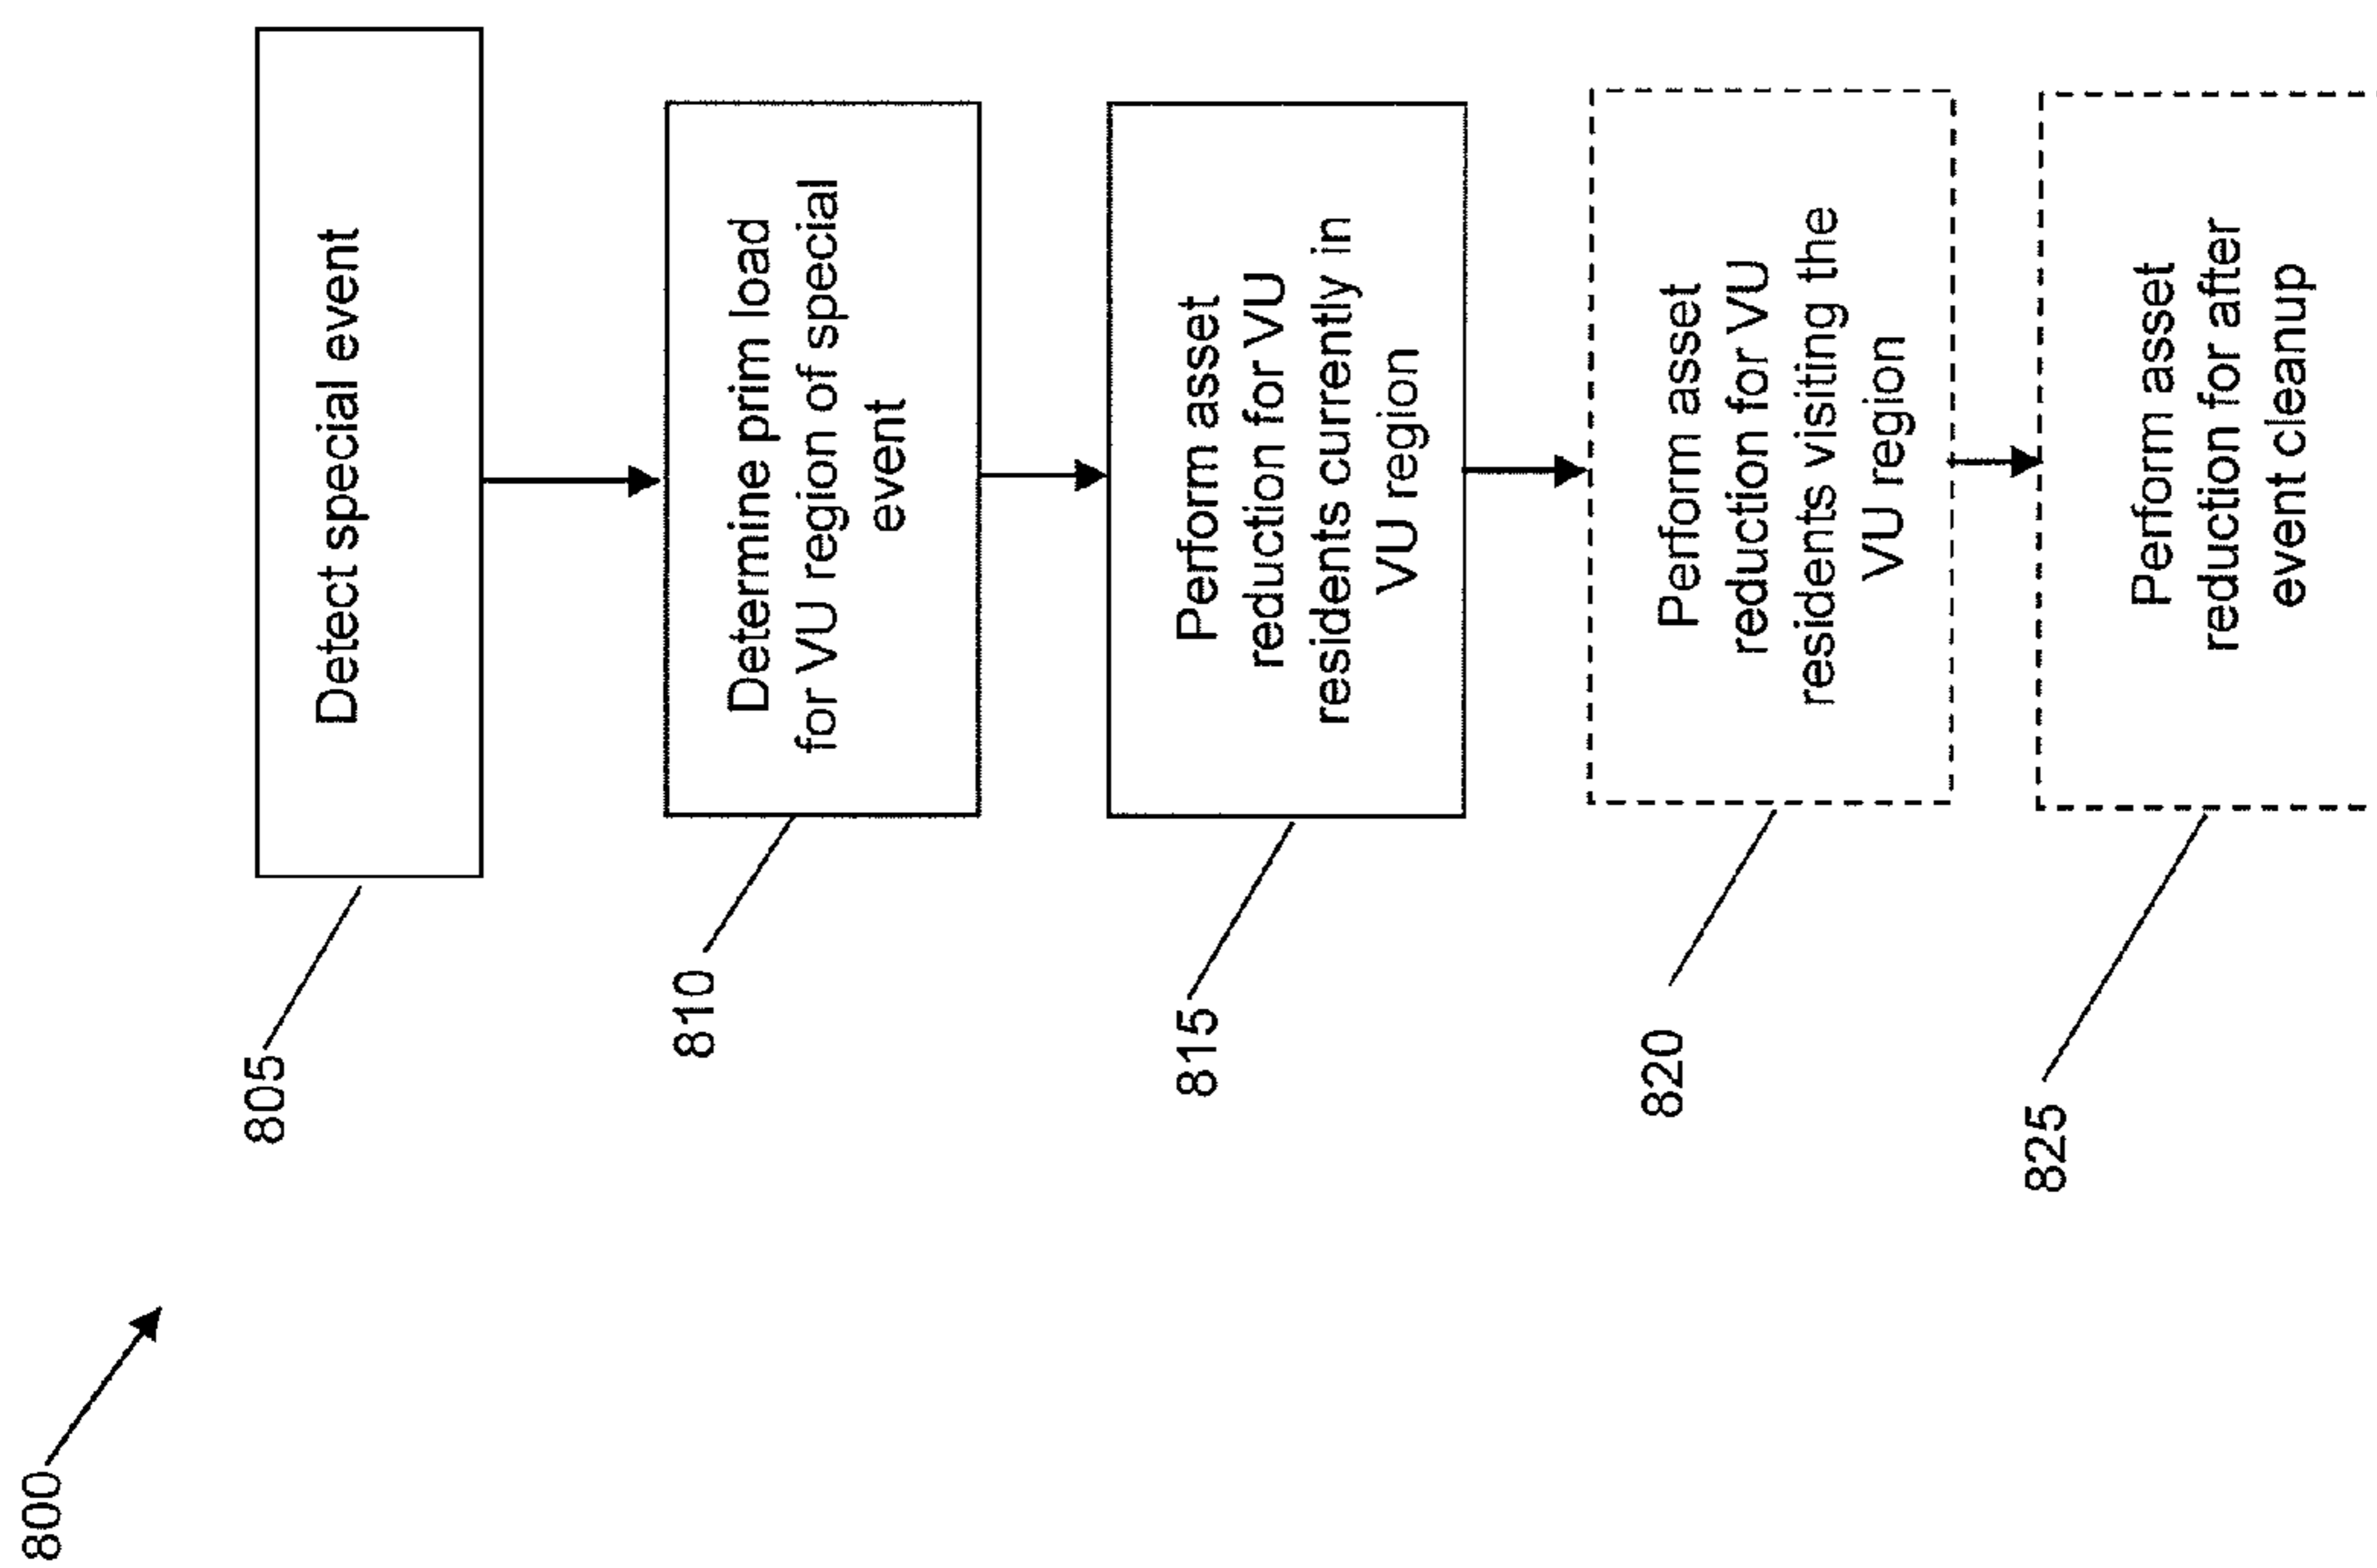 800
805
Detect special event
810
Determine prim load
for VU region of special
event
815
Perform asset
reduction for VU
residents currently in
VU region
820
Perform asset
reduction for VU
residents visiting the
VU region
825
Perform asset
reduction for after
event cleanup